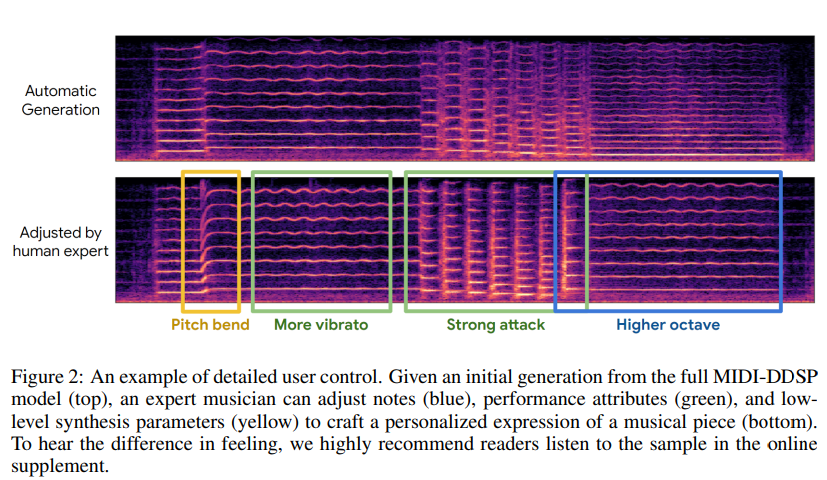 Automatic
Generation
Adjusted by
human expert
Pitch bend
More vibrato
Strong attack
Higher octave
Figure 2: An example of detailed user control. Given an initial generation from the full MIDI-DDSP
model (top), an expert musician can adjust notes (blue), performance attributes (green), and low-
level synthesis parameters (yellow) to craft a personalized expression of a musical piece (bottom).
To hear the difference in feeling, we highly recommend readers listen to the sample in the online
supplement.